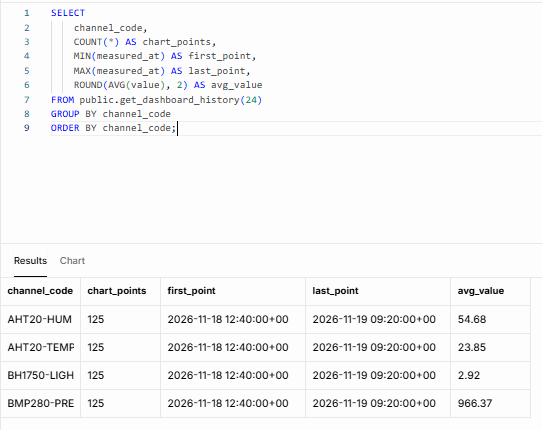 1 SELECT
2 channel_code,
3 COUNT(*) AS chart_points,
4 MIN(measured_at) AS first_point,
5 MAX(measured_at) AS last_point,
6 ROUND(AVG(value), 2) AS avg_value
7 FROM public.get_dashboard_history(24)
8 GROUP BY channel_code
9 ORDER BY channel_code;
Results Chart
channel_code chart_points first_point last_point avg_value
AHT20-HUM 125 2026-11-18 12:40:00+00 2026-11-19 09:20:00+00 54.68
AHT20-TEMP 125 2026-11-18 12:40:00+00 2026-11-19 09:20:00+00 23.85
BH1750-LIGH 125 2026-11-18 12:40:00+00 2026-11-19 09:20:00+00 2.92
BMP280-PRE 125 2026-11-18 12:40:00+00 2026-11-19 09:20:00+00 966.37